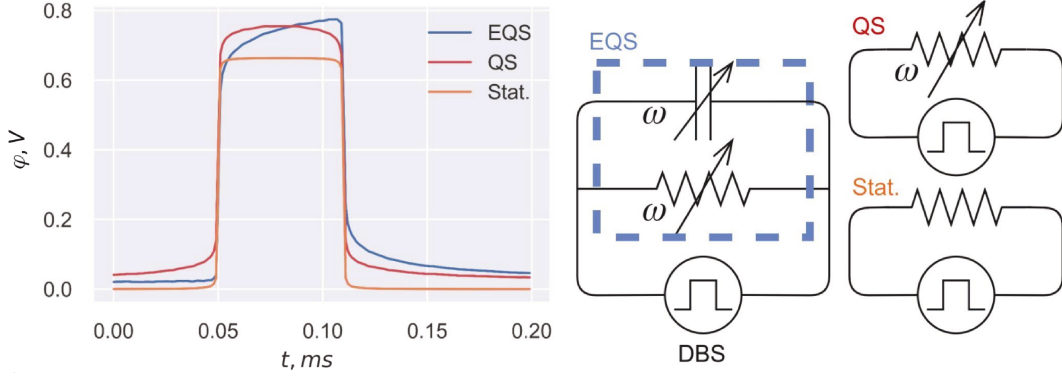 0.8
0.6
0.4
0.2
0.0
φ, V
0.00
0.05
0.10
0.15
0.20
t, ms
EQS
QS
Stat.
EQS
ω
ω
DBS
QS
ω
Stat.